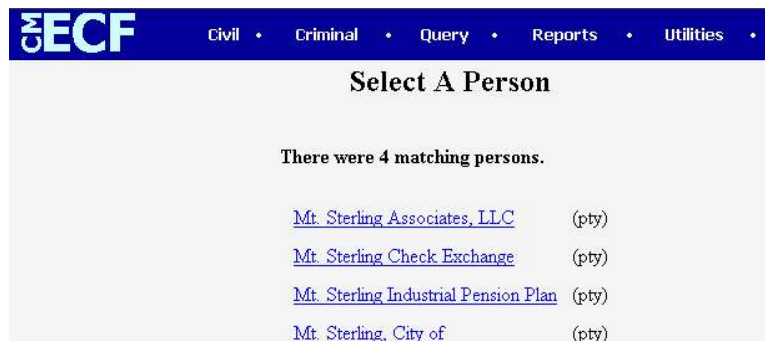 CM ECF Civil • Criminal • Query • Reports • Utilities •
Select A Person
There were 4 matching persons.
Mt. Sterling Associates, LLC (pty)
Mt. Sterling Check Exchange (pty)
Mt. Sterling Industrial Pension Plan (pty)
Mt. Sterling, City of (pty)